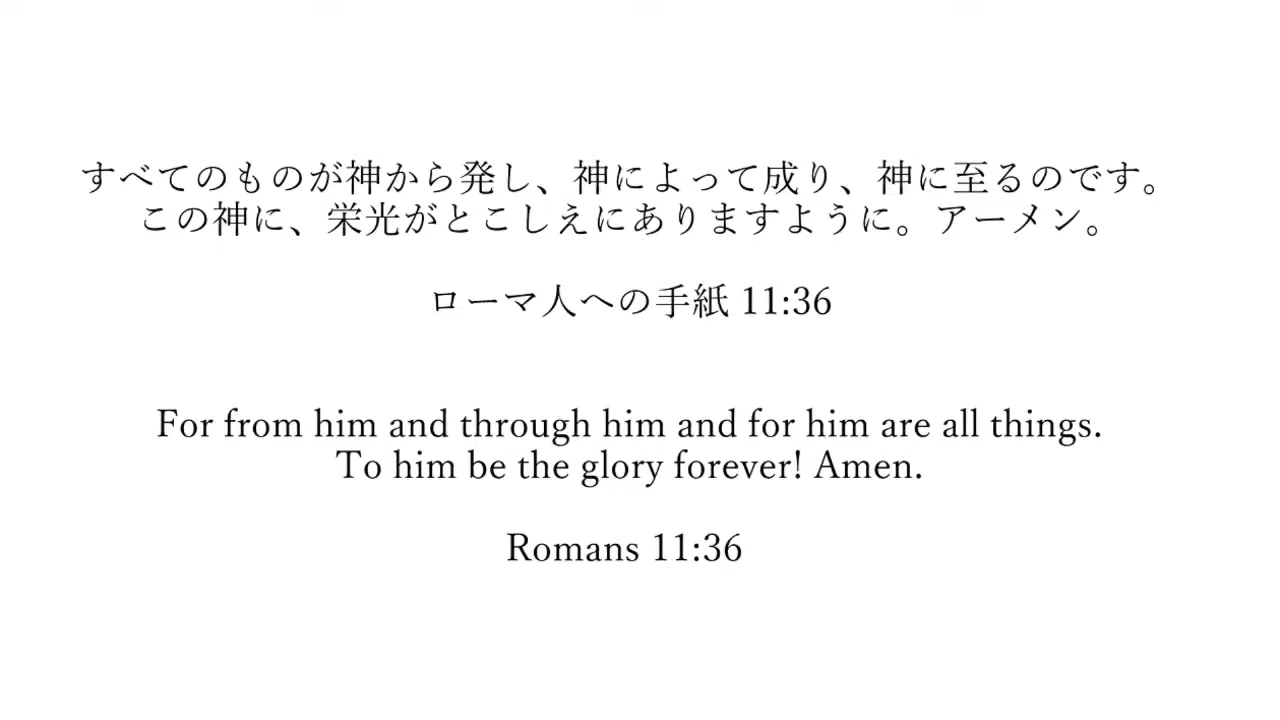 すべてのものが神から発し、神によって成り、神に至るのです。
この神に、栄光がとこしえにありますように。アーメン。
ローマ人への手紙 11:36
For from him and through him and for him are all things.
To him be the glory forever! Amen.
Romans 11:36